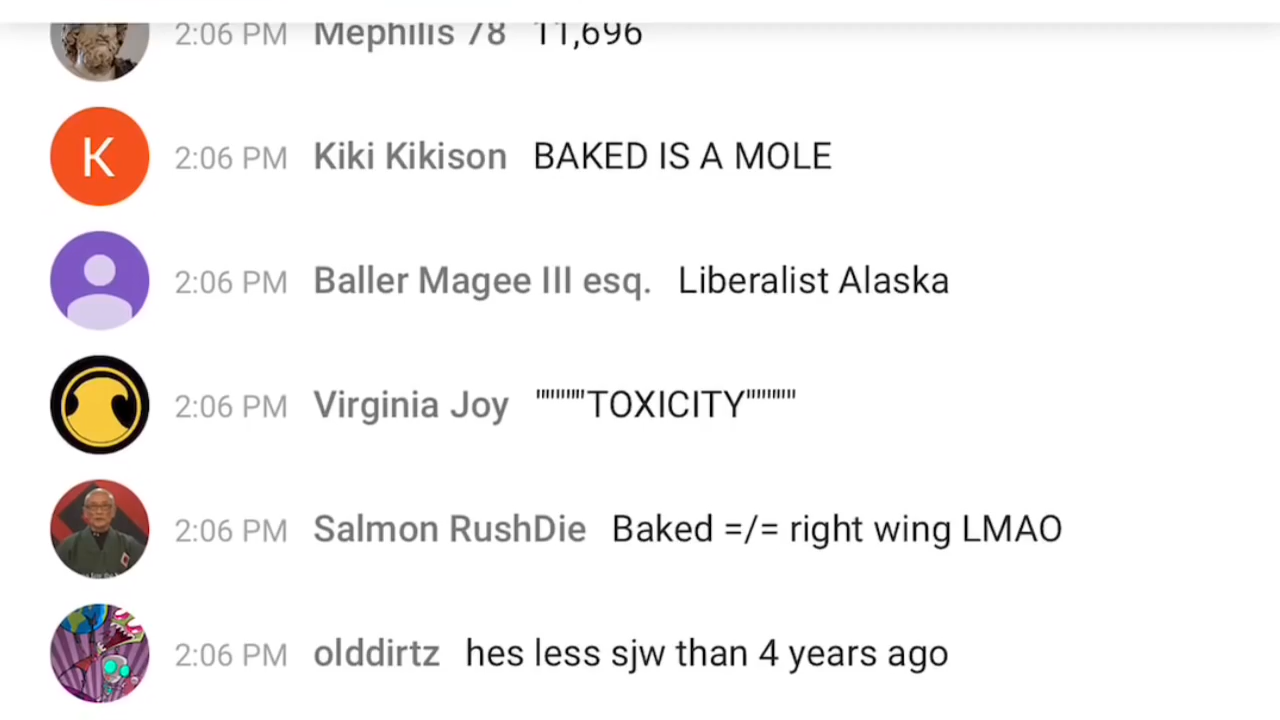 2:06 PM Mephilis 78 11,696
K 2:06 PM Kiki Kikison BAKED IS A MOLE
2:06 PM Baller Magee III esq. Liberalist Alaska
2:06 PM Virginia Joy """""TOXICITY"""""
2:06 PM Salmon RushDie Baked =/= right wing LMAO
2:06 PM olddirtz hes less sjw than 4 years ago